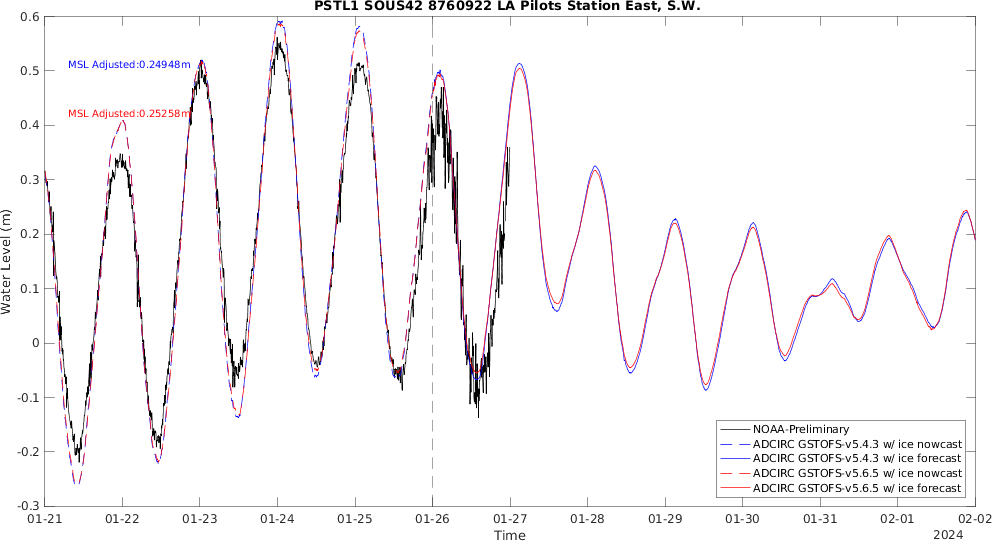 PSTL1 SOUS42 8760922 LA Pilots Station East, S.W.
0.6
0.5
0.4
0.3
0.2
0.1
0
-0.1
-0.2
-0.3
Water Level (m)
MSL Adjusted:0.24948m
MSL Adjusted:0.25258m
NOAA-Preliminary
ADCIRC GSTOFS-v5.4.3 w/ ice nowcast
ADCIRC GSTOFS-v5.4.3 w/ ice forecast
ADCIRC GSTOFS-v5.6.5 w/ ice nowcast
ADCIRC GSTOFS-v5.6.5 w/ ice forecast
01-21 01-22 01-23 01-24 01-25 01-26 01-27 01-28 01-29 01-30 01-31 02-01 02-02
Time
2024